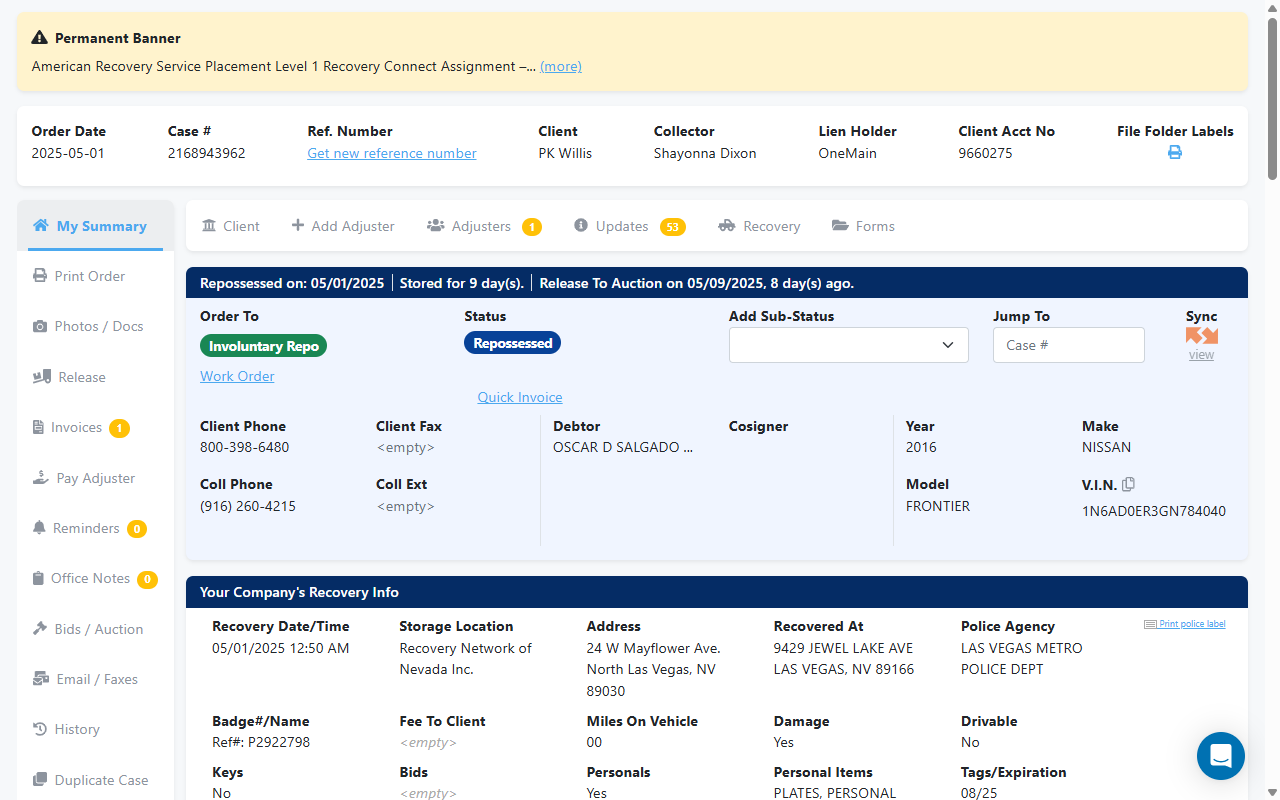 Permanent Banner
American Recovery Service Placement Level 1 Recovery Connect Assignment –... (more)
Order Date Case # Ref. Number Client Collector Lien Holder Client Acct No File Folder Labels
2025-05-01 2168943962 Get new reference number PK Willis Shayonna Dixon OneMain 9660275
My Summary
Print Order
Photos / Docs
Release
Invoices 1
Pay Adjuster
Reminders 0
Office Notes 0
Bids / Auction
Email / Faxes
History
Duplicate Case
Client Add Adjuster Adjusters 1 Updates 53 Recovery Forms
Repossessed on: 05/01/2025 | Stored for 9 day(s). | Release To Auction on 05/09/2025, 8 day(s) ago.
Order To Status Add Sub-Status Jump To Sync
Involuntary Repo Repossessed Case # view
Work Order
Quick Invoice
Client Phone Client Fax Debtor Cosigner Year Make
800-398-6480 <empty> OSCAR D SALGADO ... 2016 NISSAN
Coll Phone Coll Ext Model V.I.N.
(916) 260-4215 <empty> FRONTIER 1N6AD0ER3GN784040
Your Company's Recovery Info
Recovery Date/Time Storage Location Address Recovered At Police Agency Print police label
05/01/2025 12:50 AM Recovery Network of 24 W Mayflower Ave. 9429 JEWEL LAKE AVE LAS VEGAS METRO
Nevada Inc. North Las Vegas, NV LAS VEGAS, NV 89166 POLICE DEPT
89030
Badge#/Name Fee To Client Miles On Vehicle Damage Drivable
Ref#: P2922798 <empty> 00 Yes No
Keys Bids Personals Personal Items Tags/Expiration
No <empty> Yes PLATES, PERSONAL 08/25